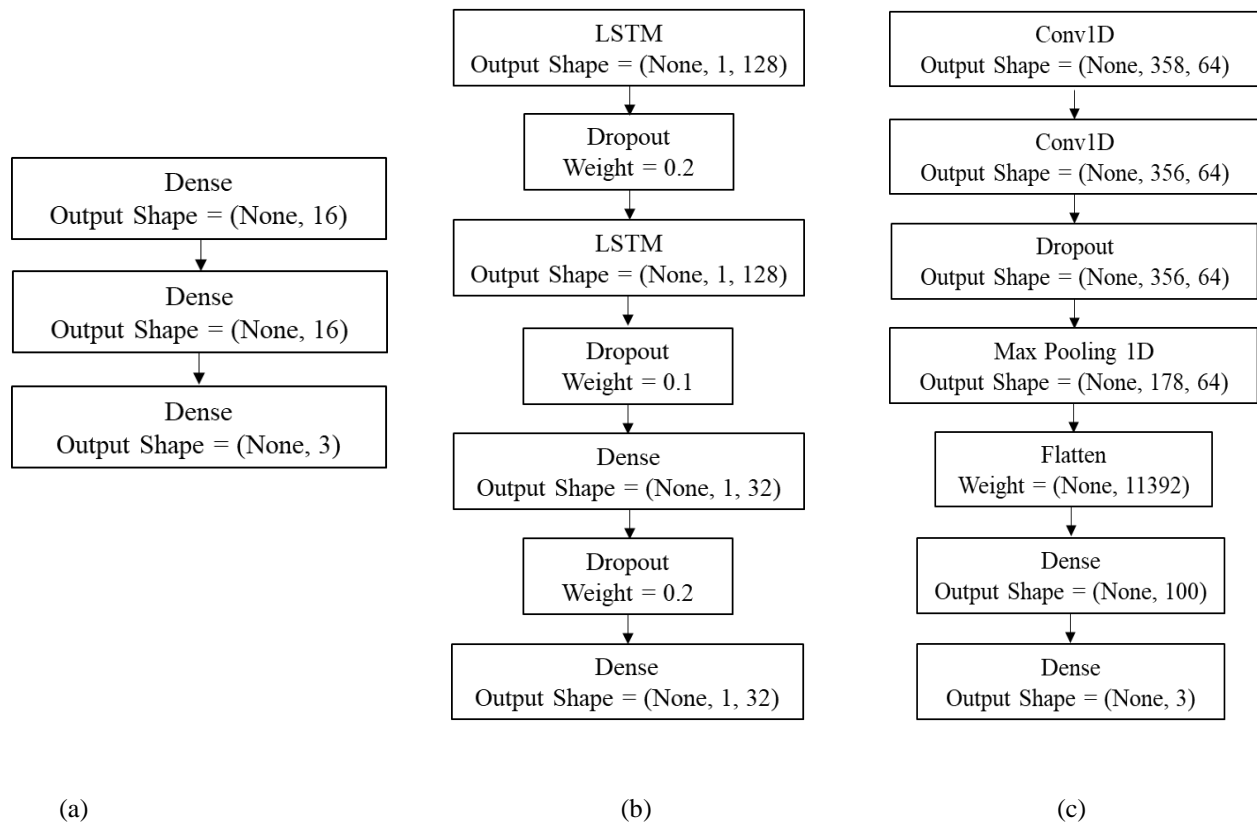 Dense
Output Shape = (None, 16)
Dense
Output Shape = (None, 16)
Dense
Output Shape = (None, 3)
(a)
LSTM
Output Shape = (None, 1, 128)
Dropout
Weight = 0.2
LSTM
Output Shape = (None, 1, 128)
Dropout
Weight = 0.1
Dense
Output Shape = (None, 1, 32)
Dropout
Weight = 0.2
Dense
Output Shape = (None, 1, 32)
(b)
Conv1D
Output Shape = (None, 358, 64)
Conv1D
Output Shape = (None, 356, 64)
Dropout
Output Shape = (None, 356, 64)
Max Pooling 1D
Output Shape = (None, 178, 64)
Flatten
Weight = (None, 11392)
Dense
Output Shape = (None, 100)
Dense
Output Shape = (None, 3)
(c)